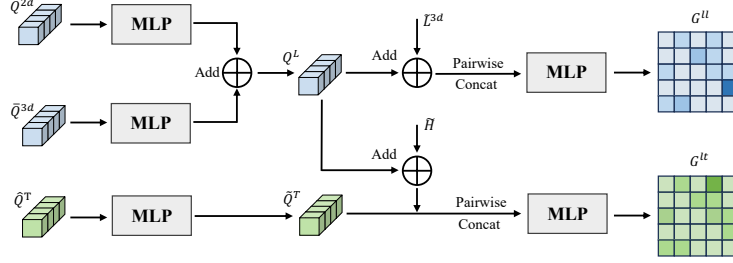 Q^{2d}
MLP
Add
Q̄^{3d}
MLP
Q^L
Add
L̃^{3d}
Pairwise
Concat
MLP
G^{ll}
Add
H̃
Q̂^T
MLP
Q̃^T
Pairwise
Concat
MLP
G^{lt}